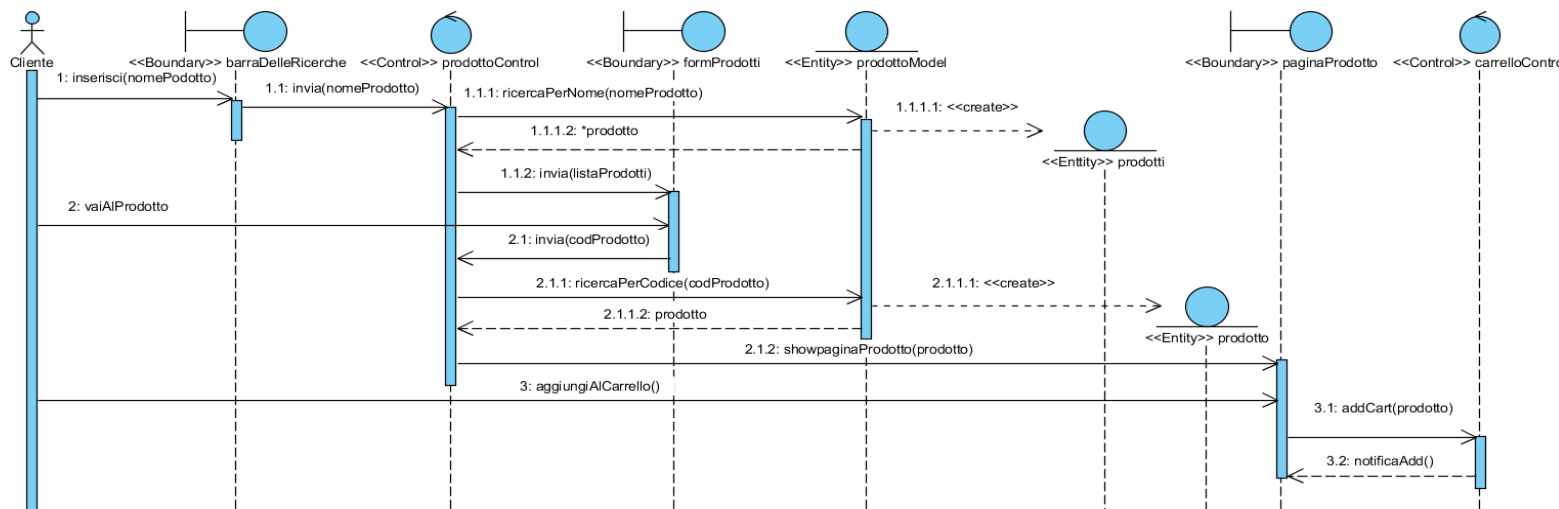 Cliente
<<Boundary>> barraDelleRicerche
<<Control>> prodottoControl
<<Boundary>> formProdotti
<<Entity>> prodottoModel
<<Boundary>> paginaProdotto
<<Control>> carrelloContro
1: inserisci(nomePodotto)
1.1: invia(nomeProdotto)
1.1.1: ricercaPerNome(nomeProdotto)
1.1.1.1: <<create>>
1.1.1.2: *prodotto
<<Enttity>> prodotti
1.1.2: invia(listaProdotti)
2: vaiAlProdotto
2.1: invia(codProdotto)
2.1.1: ricercaPerCodice(codProdotto)
2.1.1.1: <<create>>
2.1.1.2: prodotto
<<Entity>> prodotto
2.1.2: showpaginaProdotto(prodotto)
3: aggiungiAlCarrello()
3.1: addCart(prodotto)
3.2: notificaAdd()